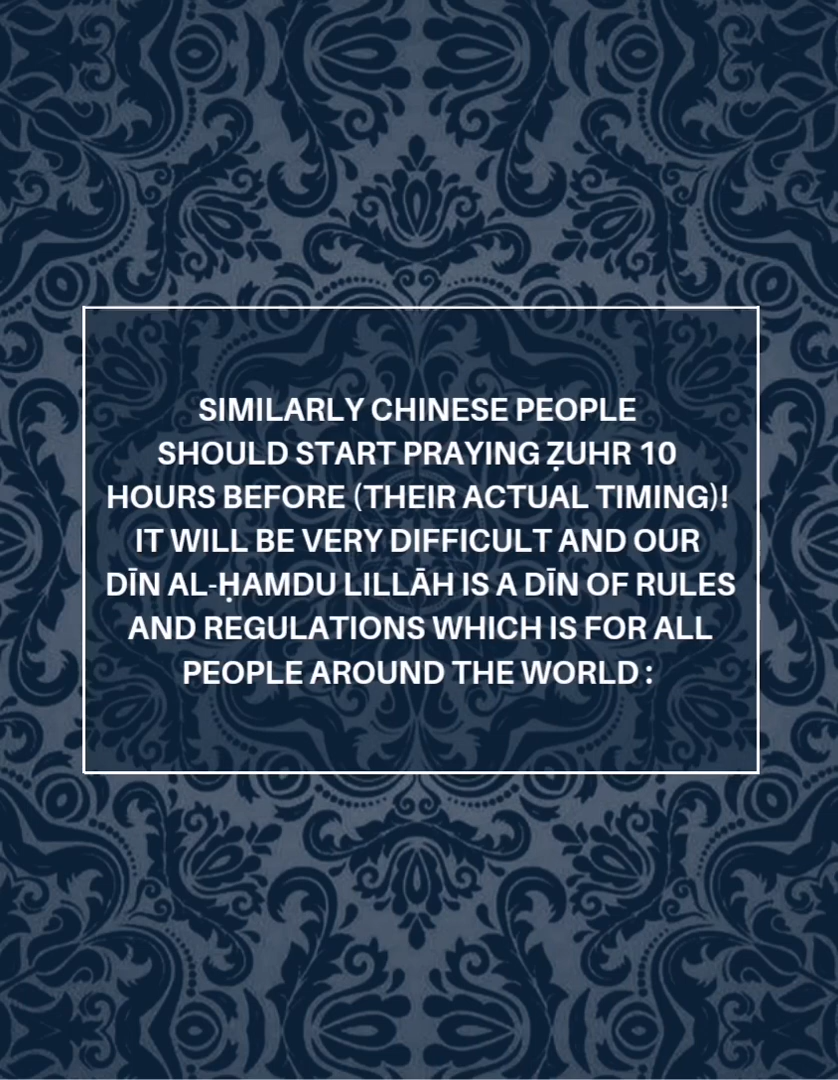 SIMILARLY CHINESE PEOPLE
SHOULD START PRAYING ẒUHR 10
HOURS BEFORE (THEIR ACTUAL TIMING)!
IT WILL BE VERY DIFFICULT AND OUR
DĪN AL-ḤAMDU LILLĀH IS A DĪN OF RULES
AND REGULATIONS WHICH IS FOR ALL
PEOPLE AROUND THE WORLD :